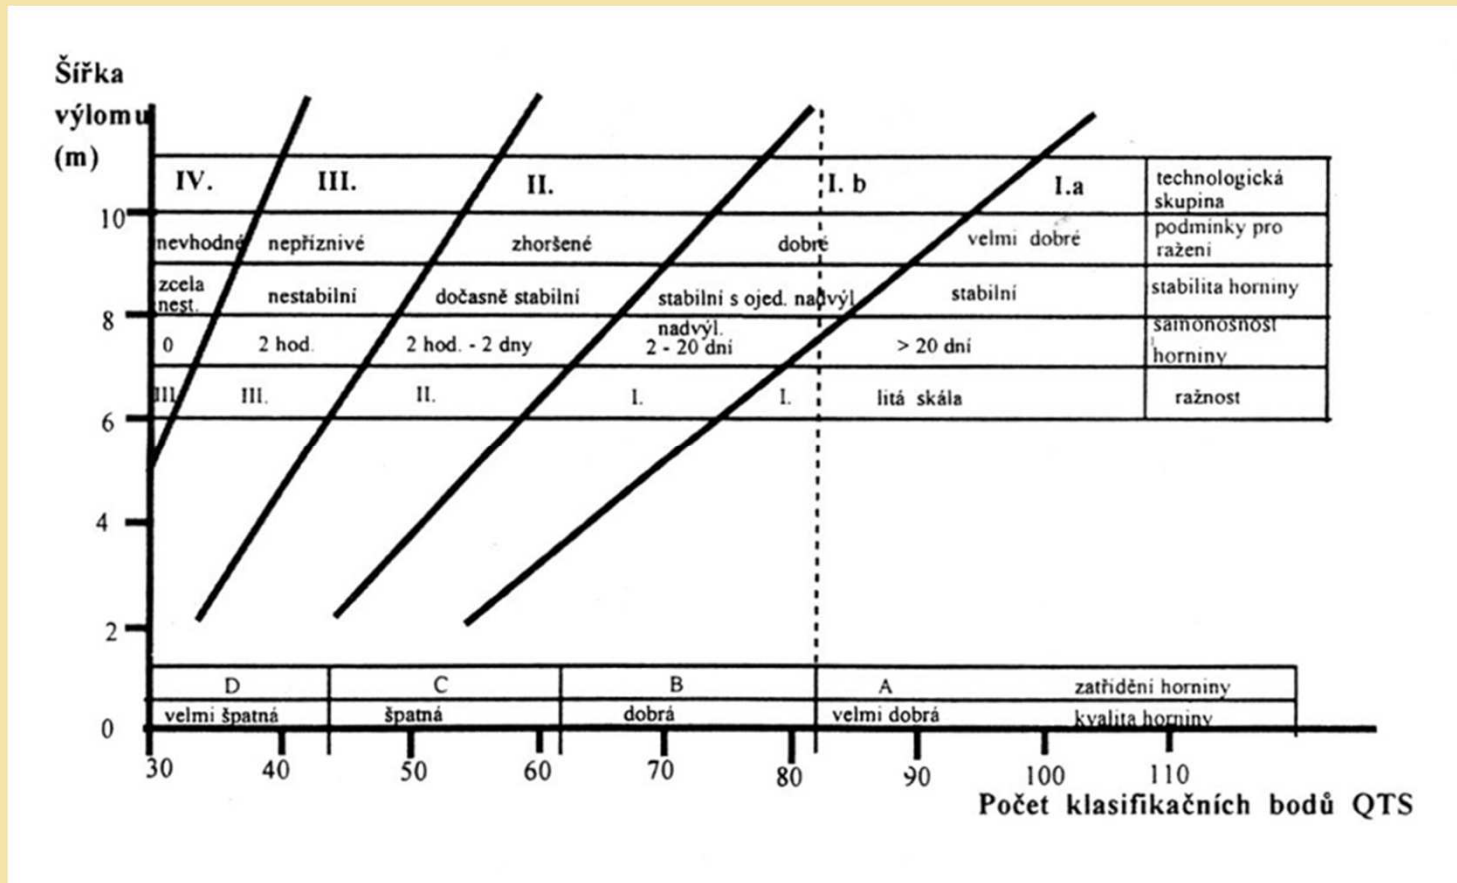 Šířka
výlomu
(m)
IV. III. II. I. b I.a technologická
skupina
10
nevhodné nepříznivé zhoršené dobré velmi dobré podmínky pro
ražení
zcela
nest. nestabilní dočasně stabilní stabilní s ojed. nadvýl. stabilní stabilita horniny
8
nadvýl.
0 2 hod. 2 hod. - 2 dny 2 - 20 dní > 20 dní samonosnost
horniny
III. III. II. I. I. litá skála ražnost
6
4
2
D C B A zatřídění horniny
velmi špatná špatná dobrá velmi dobrá kvalita horniny
0
30 40 50 60 70 80 90 100 110
Počet klasifikačních bodů QTS